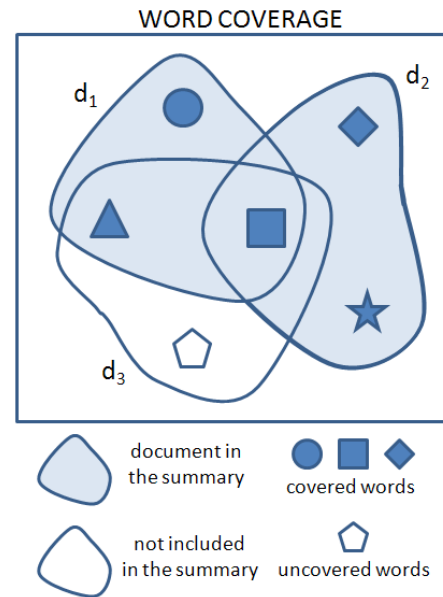 WORD COVERAGE
d1
d2
d3
document in
the summary
covered words
not included
in the summary
uncovered words